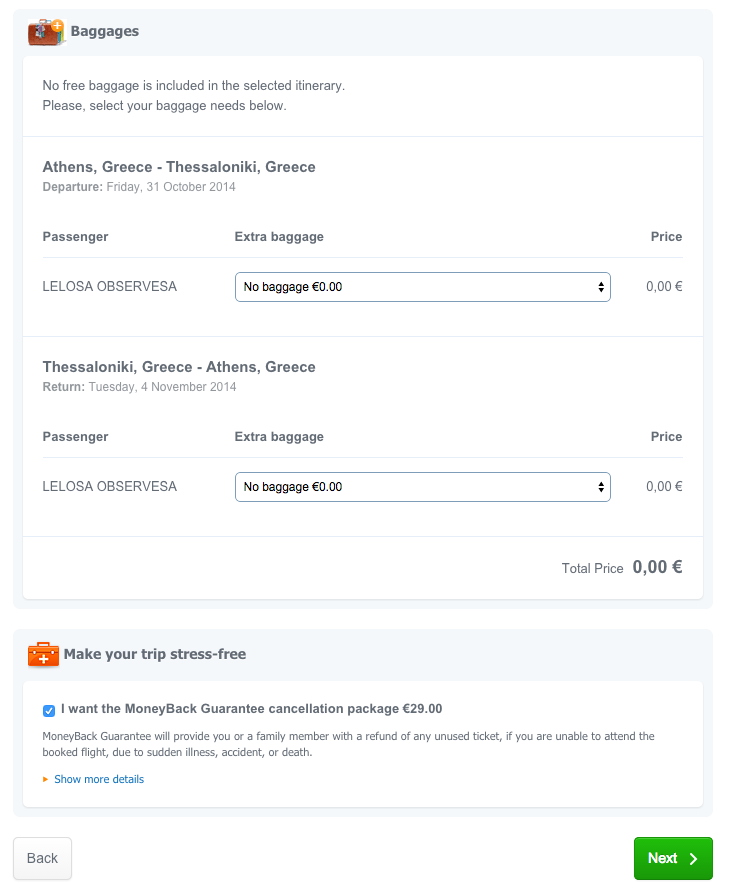 Baggages
No free baggage is included in the selected itinerary.
Please, select your baggage needs below.
Athens, Greece - Thessaloniki, Greece
Departure: Friday, 31 October 2014
Passenger Extra baggage Price
LELOSA OBSERVESA No baggage €0.00 0,00 €
Thessaloniki, Greece - Athens, Greece
Return: Tuesday, 4 November 2014
Passenger Extra baggage Price
LELOSA OBSERVESA No baggage €0.00 0,00 €
Total Price 0,00 €
Make your trip stress-free
I want the MoneyBack Guarantee cancellation package €29.00
MoneyBack Guarantee will provide you or a family member with a refund of any unused ticket, if you are unable to attend the
booked flight, due to sudden illness, accident, or death.
Show more details
Back Next